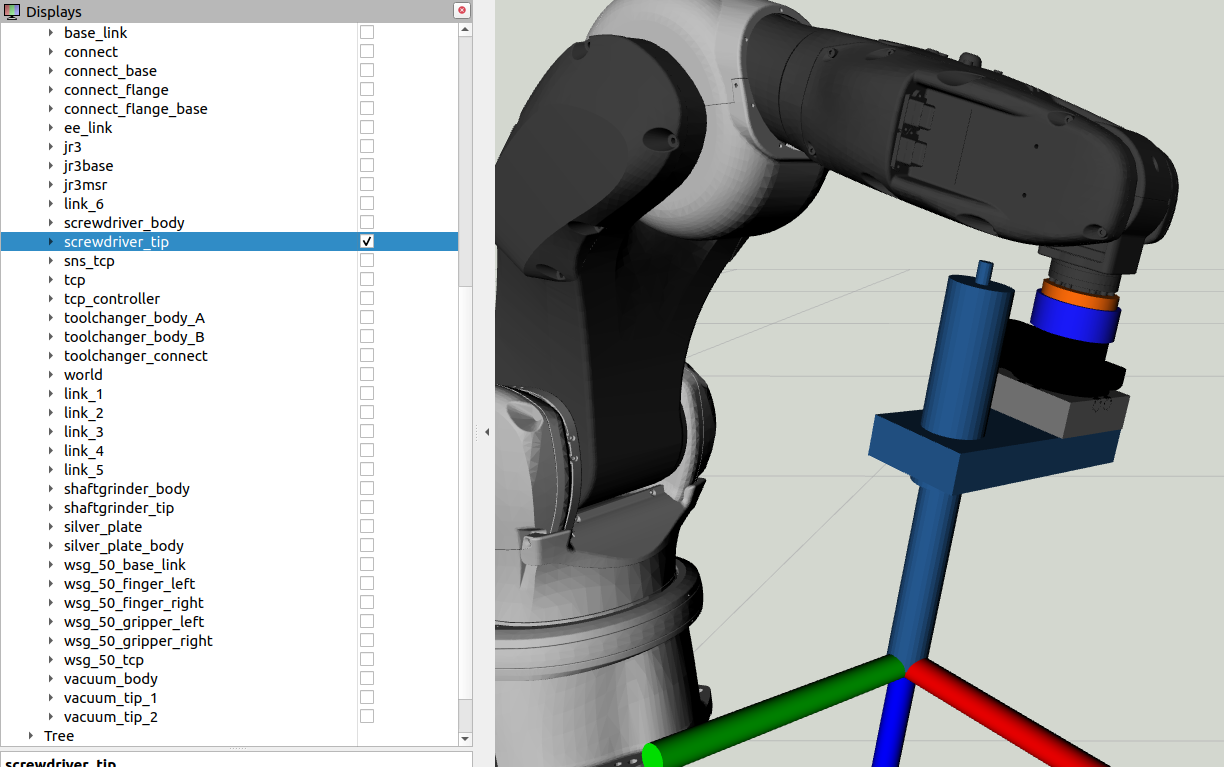 Displays
base_link
connect
connect_base
connect_flange
connect_flange_base
ee_link
jr3
jr3base
jr3msr
link_6
screwdriver_body
screwdriver_tip
sns_tcp
tcp
tcp_controller
toolchanger_body_A
toolchanger_body_B
toolchanger_connect
world
link_1
link_2
link_3
link_4
link_5
shaftgrinder_body
shaftgrinder_tip
silver_plate
silver_plate_body
wsg_50_base_link
wsg_50_finger_left
wsg_50_finger_right
wsg_50_gripper_left
wsg_50_gripper_right
wsg_50_tcp
vacuum_body
vacuum_tip_1
vacuum_tip_2
Tree
screwdriver_tip